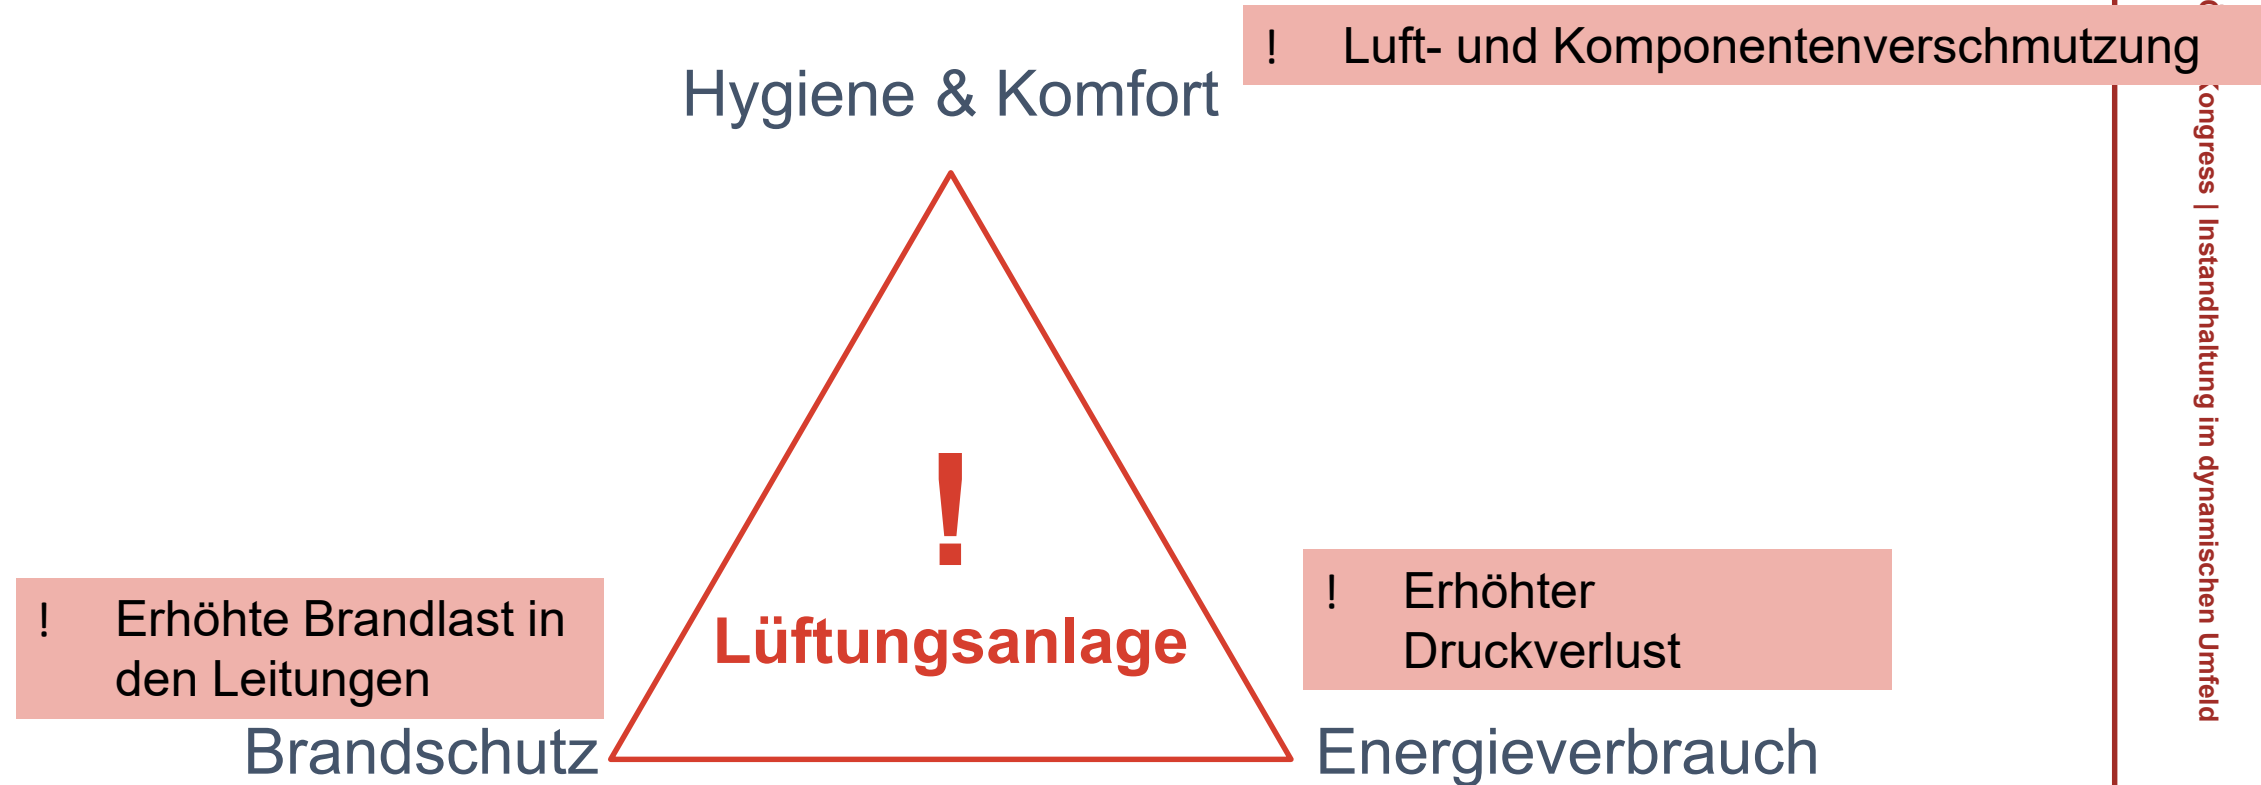 ! Luft- und Komponentenverschmutzung
Hygiene & Komfort
!
Lüftungsanlage
! Erhöhte Brandlast in
den Leitungen
Brandschutz
! Erhöhter
Druckverlust
Energieverbrauch
| Instandhaltung im dynamischen Umfeld